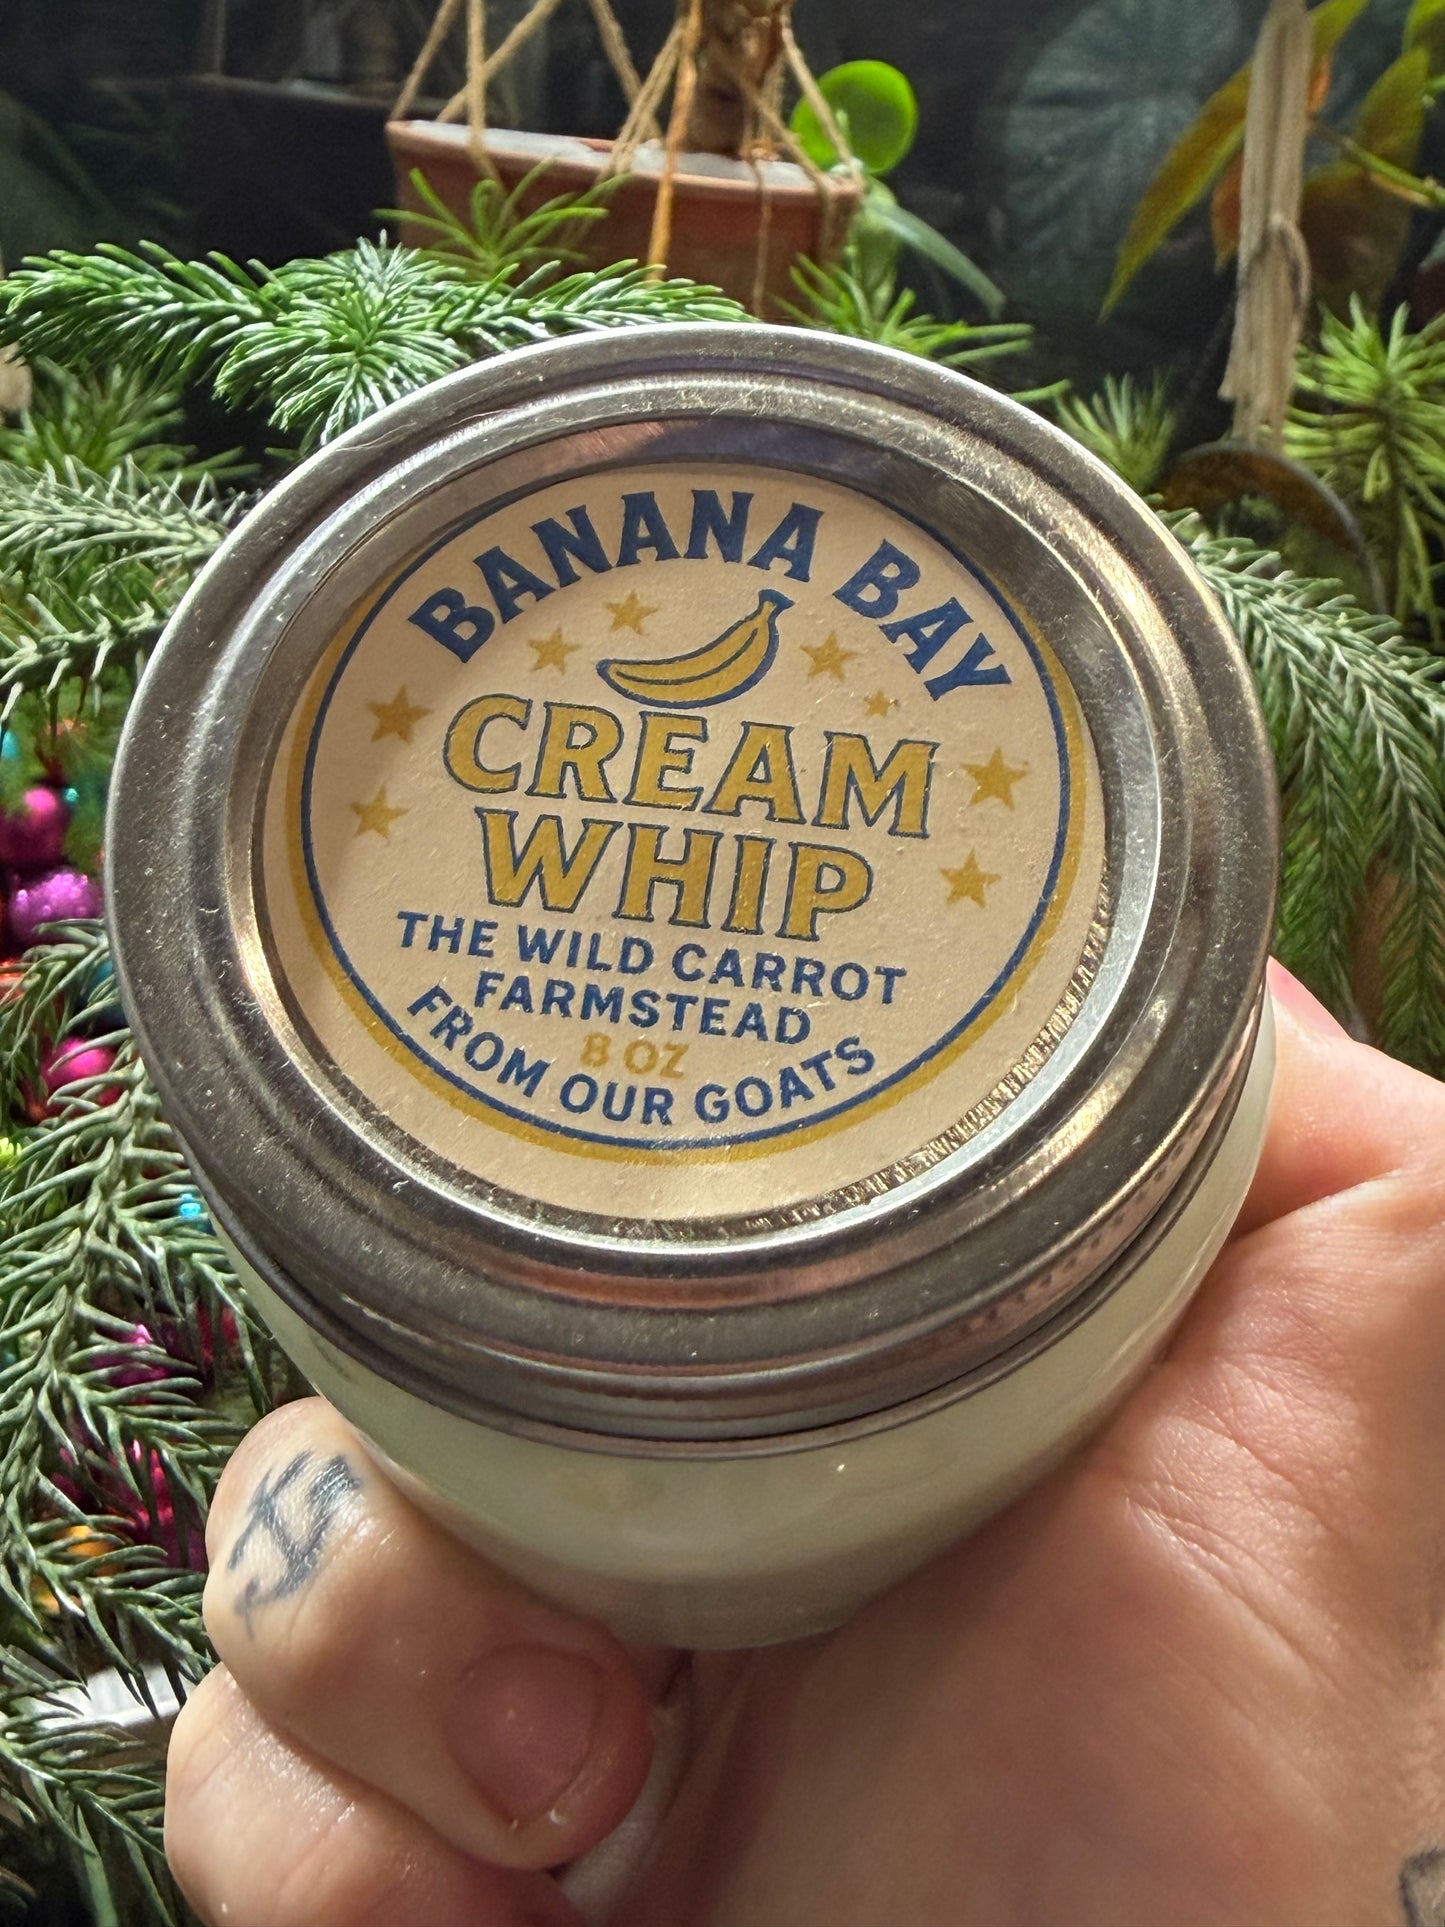 BANANA BAY
CREAM
WHIP
THE WILD CARROT
FARMSTEAD
8 OZ
FROM OUR GOATS